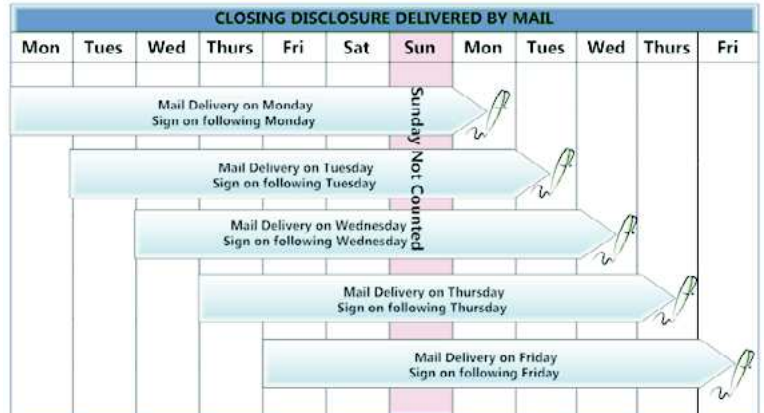 CLOSING DISCLOSURE DELIVERED BY MAIL
Mon Tues Wed Thurs Fri Sat Sun Mon Tues Wed Thurs Fri
Sunday Not Counted
Mail Delivery on Monday
Sign on following Monday
Mail Delivery on Tuesday
Sign on following Tuesday
Mail Delivery on Wednesday
Sign on following Wednesday
Mail Delivery on Thursday
Sign on following Thursday
Mail Delivery on Friday
Sign on following Friday